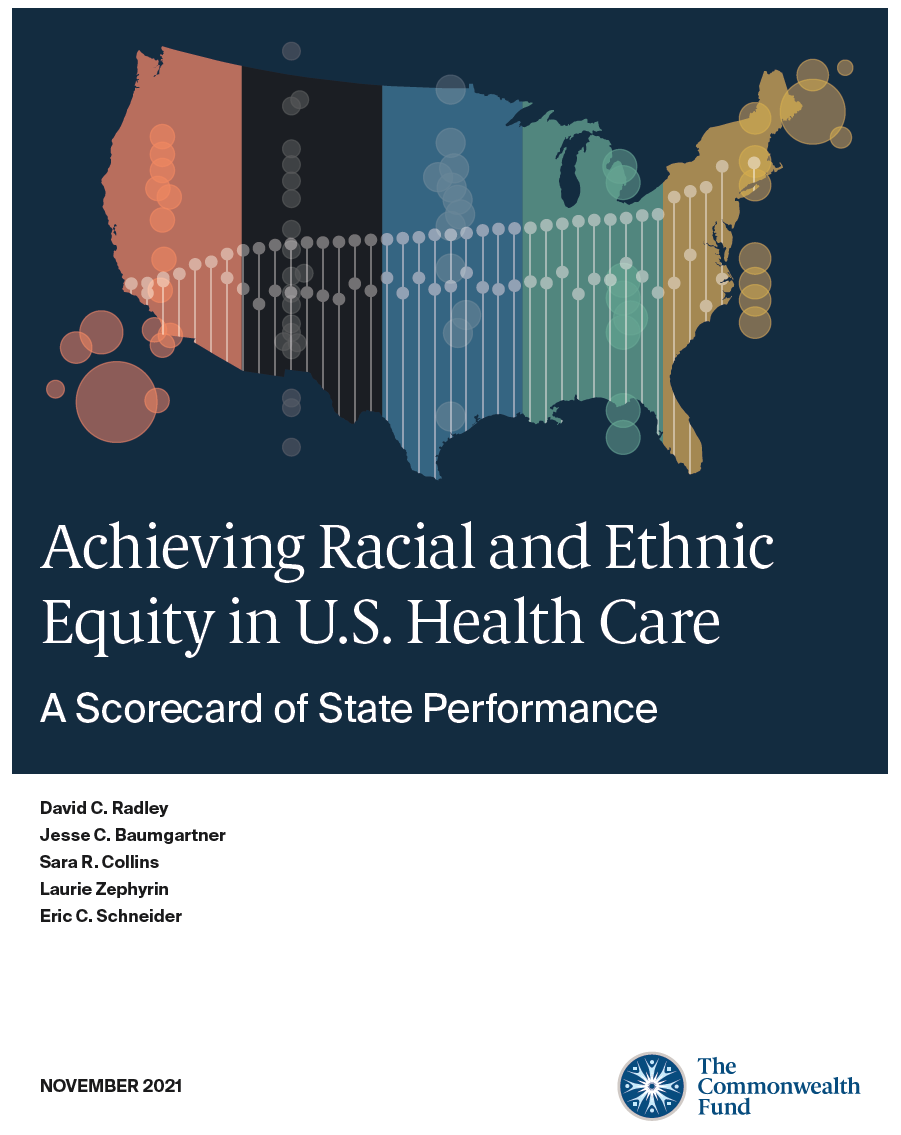 Achieving Racial and Ethnic
Equity in U.S. Health Care
A Scorecard of State Performance
David C. Radley
Jesse C. Baumgartner
Sara R. Collins
Laurie Zephyrin
Eric C. Schneider
NOVEMBER 2021
The
Commonwealth
Fund